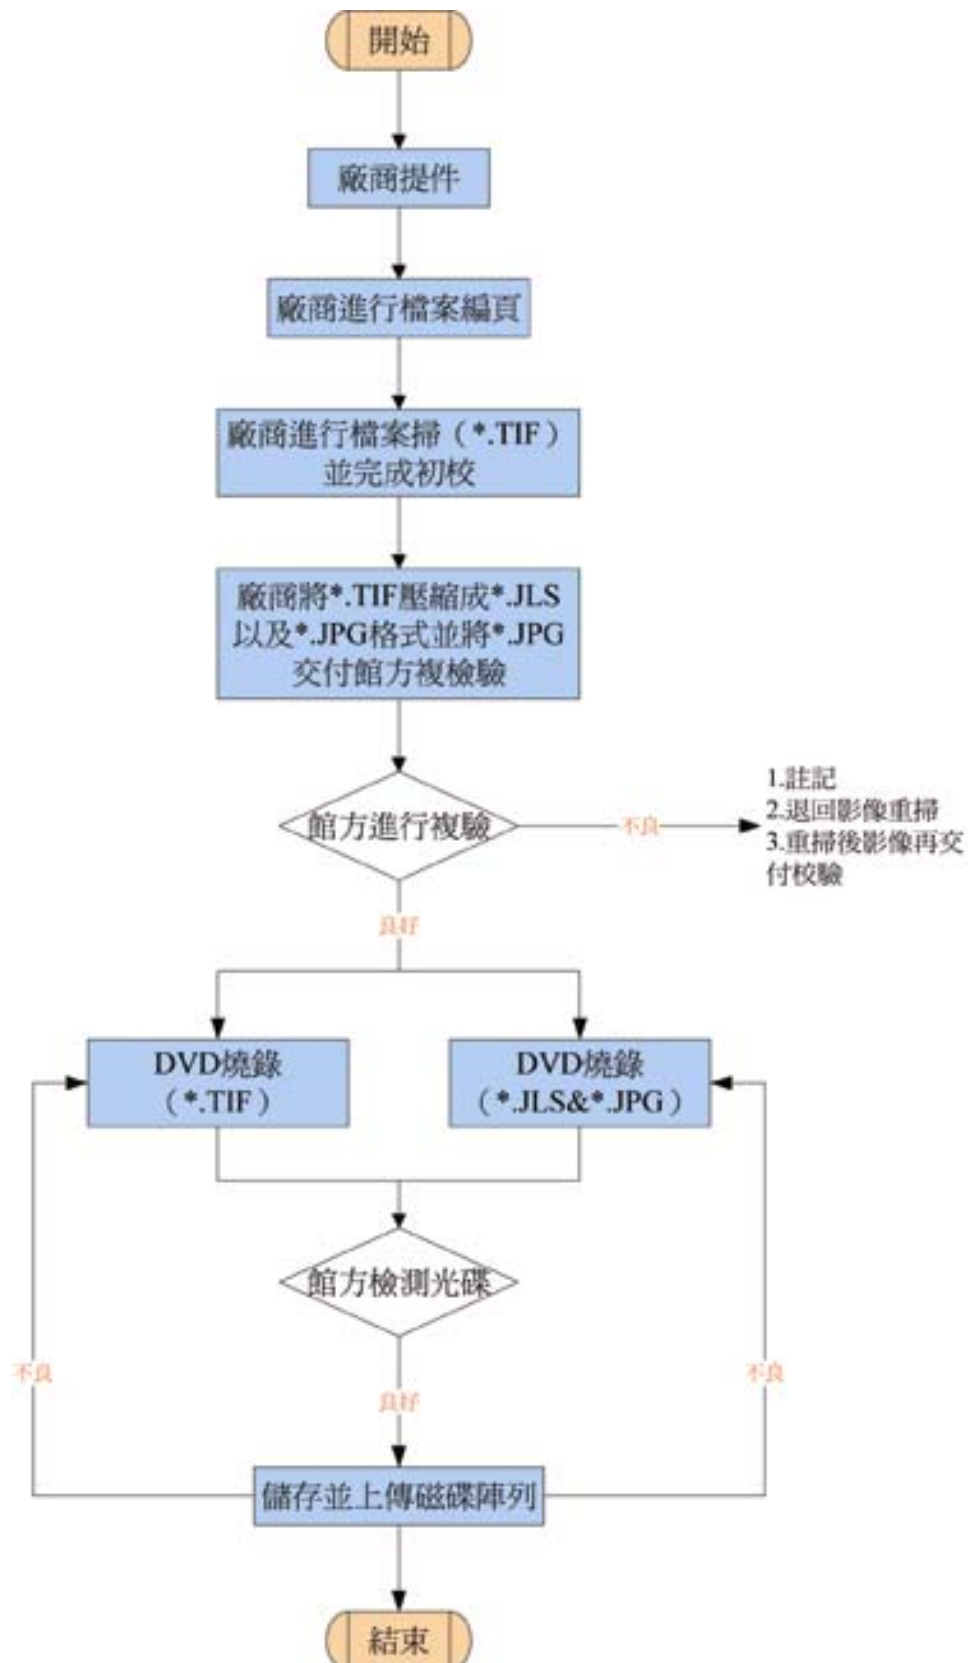 開始
廠商提件
廠商進行檔案編頁
廠商進行檔案掃（*.TIF）
並完成初校
廠商將*.TIF壓縮成*.JLS
以及*.JPG格式並將*.JPG
交付館方複檢驗
館方進行複驗
不良
1.註記
2.退回影像重掃
3.重掃後影像再交
付校驗
良好
DVD燒錄
（*.TIF）
DVD燒錄
（*.JLS&*.JPG）
館方檢測光碟
不良
良好
不良
儲存並上傳磁碟陣列
結束